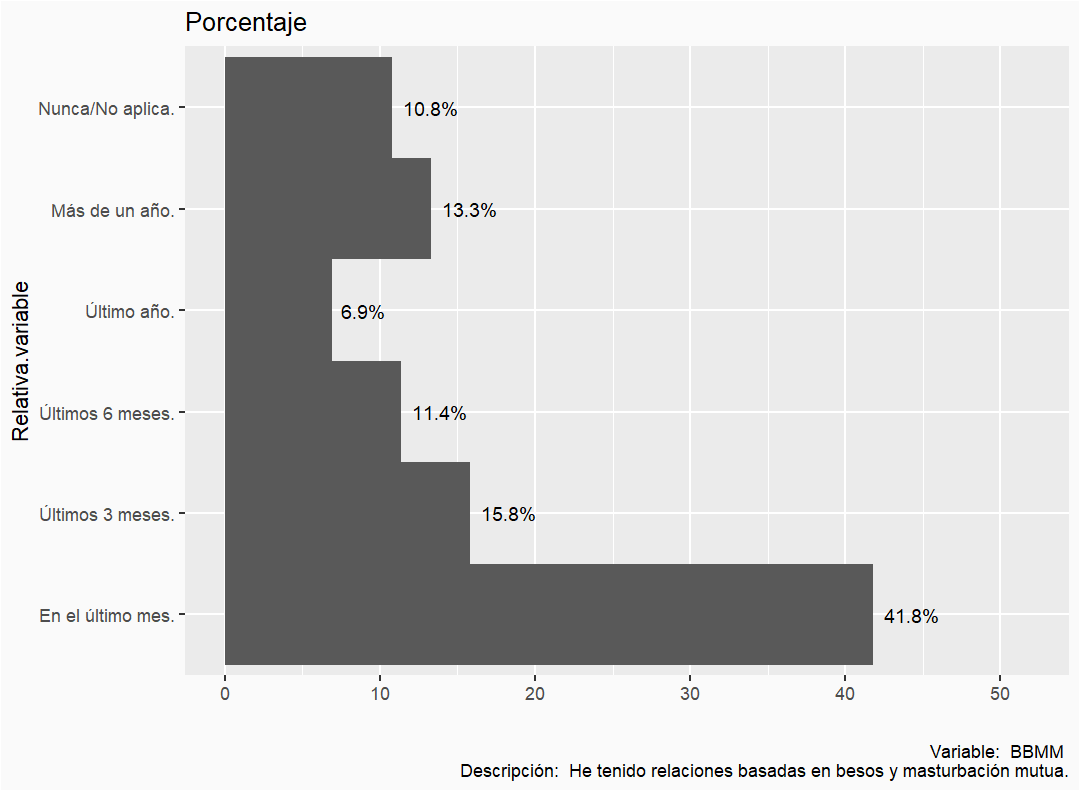 Porcentaje
Nunca/No aplica.
10.8%
Más de un año.
13.3%
Último año.
6.9%
Últimos 6 meses.
11.4%
Últimos 3 meses.
15.8%
En el último mes.
41.8%
Relativa.variable
0 10 20 30 40 50
Variable:  BBMM
Descripción:  He tenido relaciones basadas en besos y masturbación mutua.